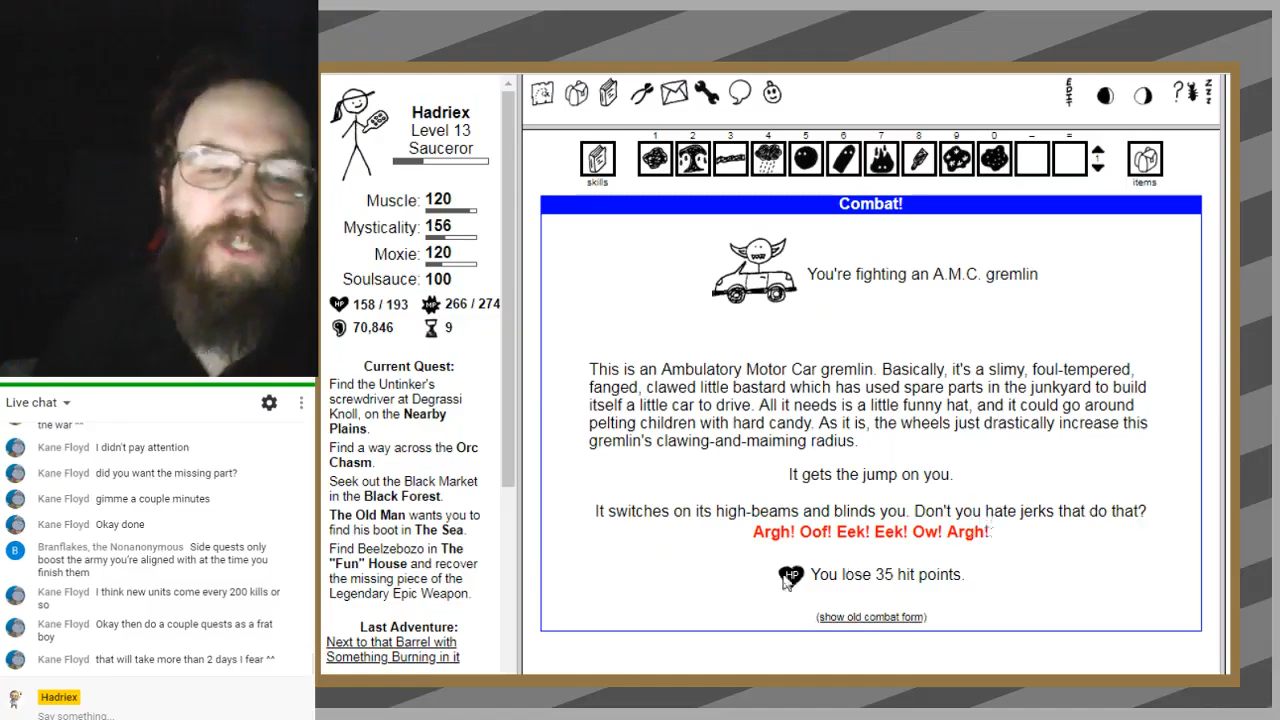 Live chat
the war ^^
Kane Floyd I didn't pay attention
Kane Floyd did you want the missing part?
Kane Floyd gimme a couple minutes
Kane Floyd Okay done
B Branflakes, the Nonanonymous Side quests only
boost the army you're aligned with at the time you
finish them
Kane Floyd I think new units come every 200 kills or
so
Kane Floyd Okay then do a couple quests as a frat
boy
Kane Floyd that will take more than 2 days I fear ^^
Hadriex
Say something...
Hadriex
Level 13
Sauceror
Muscle: 120
Mysticality: 156
Moxie: 120
Soulsauce: 100
HP 158 / 193 MP 266 / 274
70,846 9
Current Quest:
Find the Untinker's
screwdriver at Degrassi
Knoll, on the Nearby
Plains.
Find a way across the Orc
Chasm.
Seek out the Black Market
in the Black Forest.
The Old Man wants you to
find his boot in The Sea.
Find Beelzebozo in The
"Fun" House and recover
the missing piece of the
Legendary Epic Weapon.
Last Adventure:
Next to that Barrel with
Something Burning in it
EDIT ? ZZZ
1 2 3 4 5 6 7 8 9 0 – =
1
skills items
Combat!
You're fighting an A.M.C. gremlin
This is an Ambulatory Motor Car gremlin. Basically, it's a slimy, foul-tempered,
fanged, clawed little bastard which has used spare parts in the junkyard to build
itself a little car to drive. All it needs is a little funny hat, and it could go around
pelting children with hard candy. As it is, the wheels just drastically increase this
gremlin's clawing-and-maiming radius.
It gets the jump on you.
It switches on its high-beams and blinds you. Don't you hate jerks that do that?
Argh! Oof! Eek! Eek! Ow! Argh!
HP You lose 35 hit points.
(show old combat form)